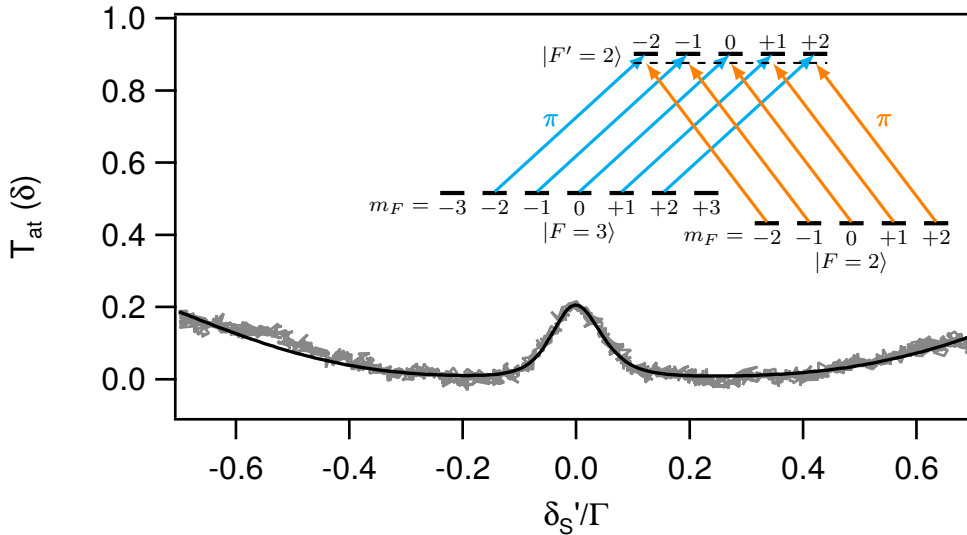 1.0
0.8
0.6
0.4
0.2
0.0
T_at (δ)
-0.6 -0.4 -0.2 0.0 0.2 0.4 0.6
δ_S'/Γ
|F′ = 2⟩ −2 −1 0 +1 +2
π π
m_F = −3 −2 −1 0 +1 +2 +3
|F = 3⟩
m_F = −2 −1 0 +1 +2
|F = 2⟩